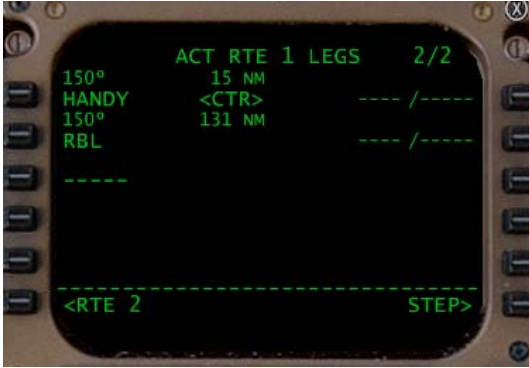 ACT RTE 1 LEGS 2/2
150° 15 NM
HANDY <CTR> ---- /-----
150° 131 NM
RBL ---- /-----
-----
--------------------------------
<RTE 2 STEP>